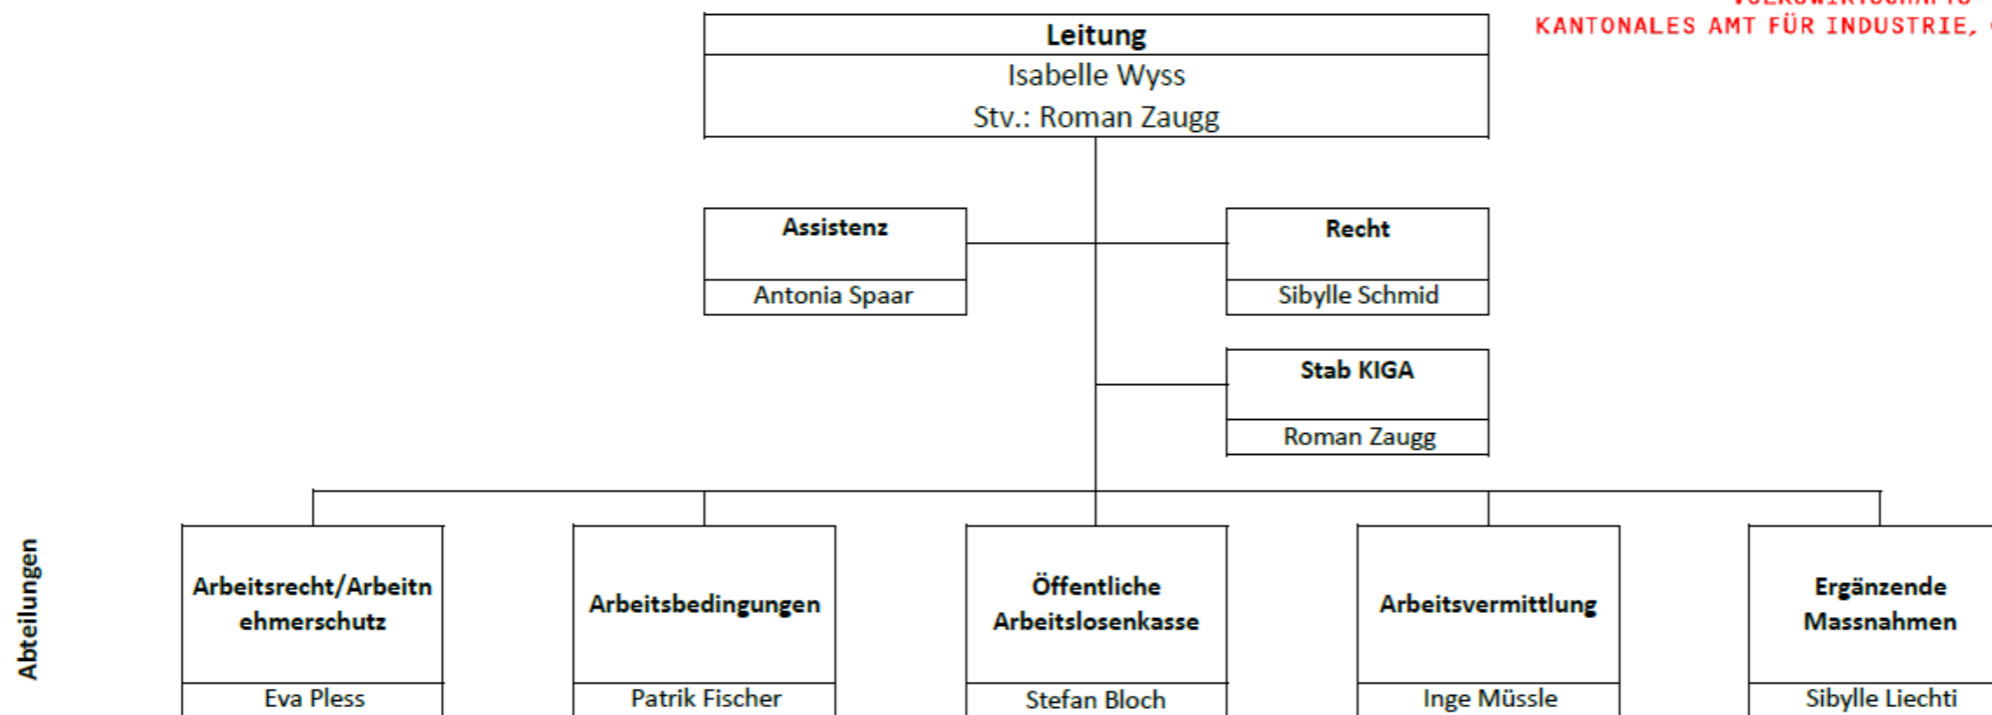 KANTONALES AMT FÜR INDUSTRIE,
Leitung
Isabelle Wyss
Stv.: Roman Zaugg
Assistenz
Antonia Spaar
Recht
Sibylle Schmid
Stab KIGA
Roman Zaugg
Abteilungen
Arbeitsrecht/Arbeitn
ehmerschutz
Eva Pless
Arbeitsbedingungen
Patrik Fischer
Öffentliche
Arbeitslosenkasse
Stefan Bloch
Arbeitsvermittlung
Inge Müssle
Ergänzende
Massnahmen
Sibylle Liechti